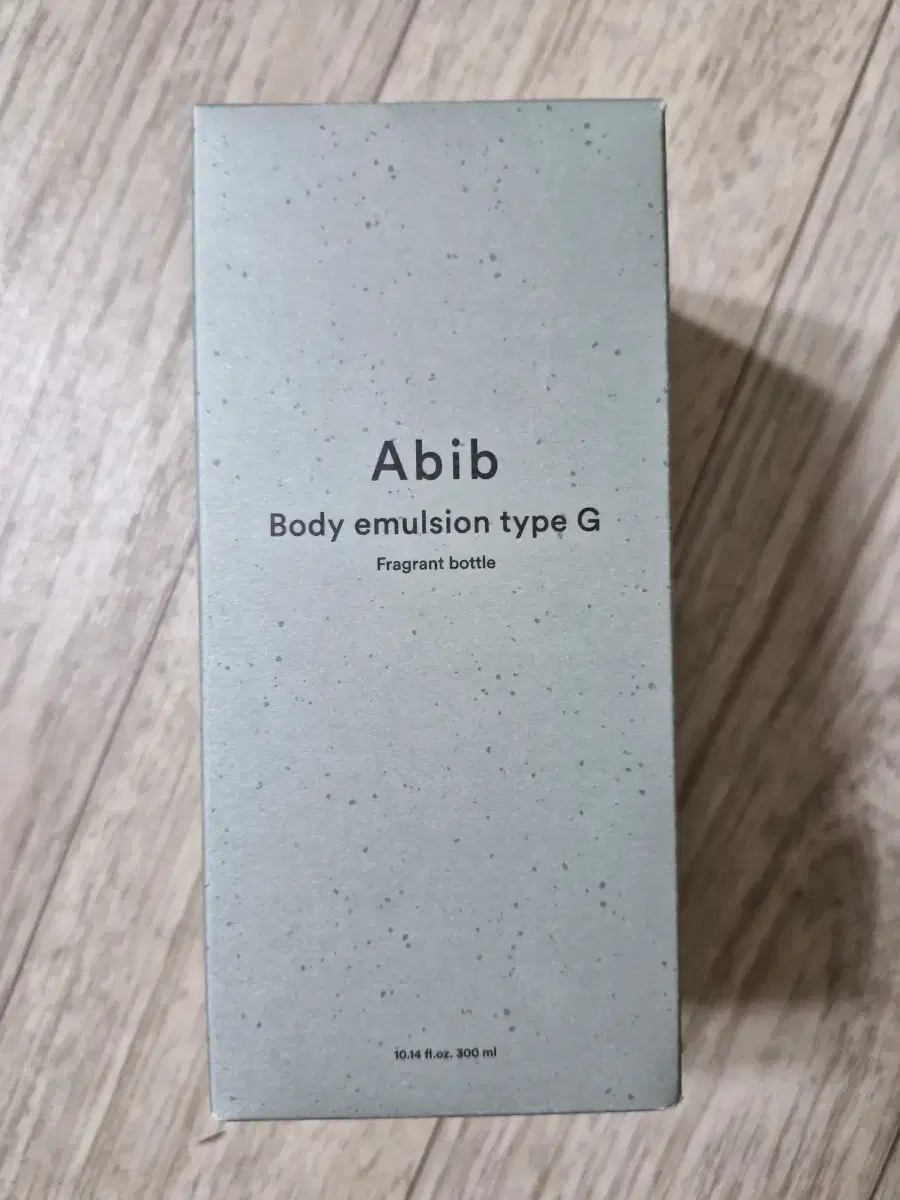 Abib
Body emulsion type G
Fragrant bottle
10.14 fl.oz. 300 ml